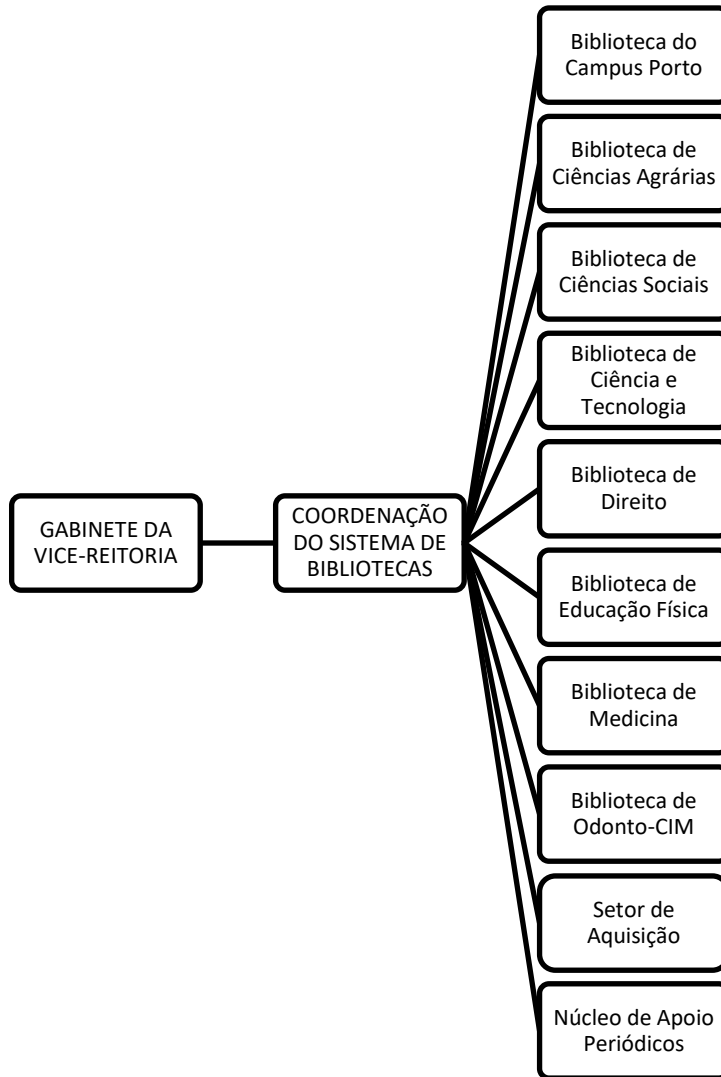 Biblioteca do
Campus Porto
Biblioteca de
Ciências Agrárias
Biblioteca de
Ciências Sociais
Biblioteca de
Ciência e
Tecnologia
GABINETE DA
VICE-REITORIA
COORDENAÇÃO
DO SISTEMA DE
BIBLIOTECAS
Biblioteca de
Direito
Biblioteca de
Educação Física
Biblioteca de
Medicina
Biblioteca de
Odonto-CIM
Setor de
Aquisição
Núcleo de Apoio
Periódicos